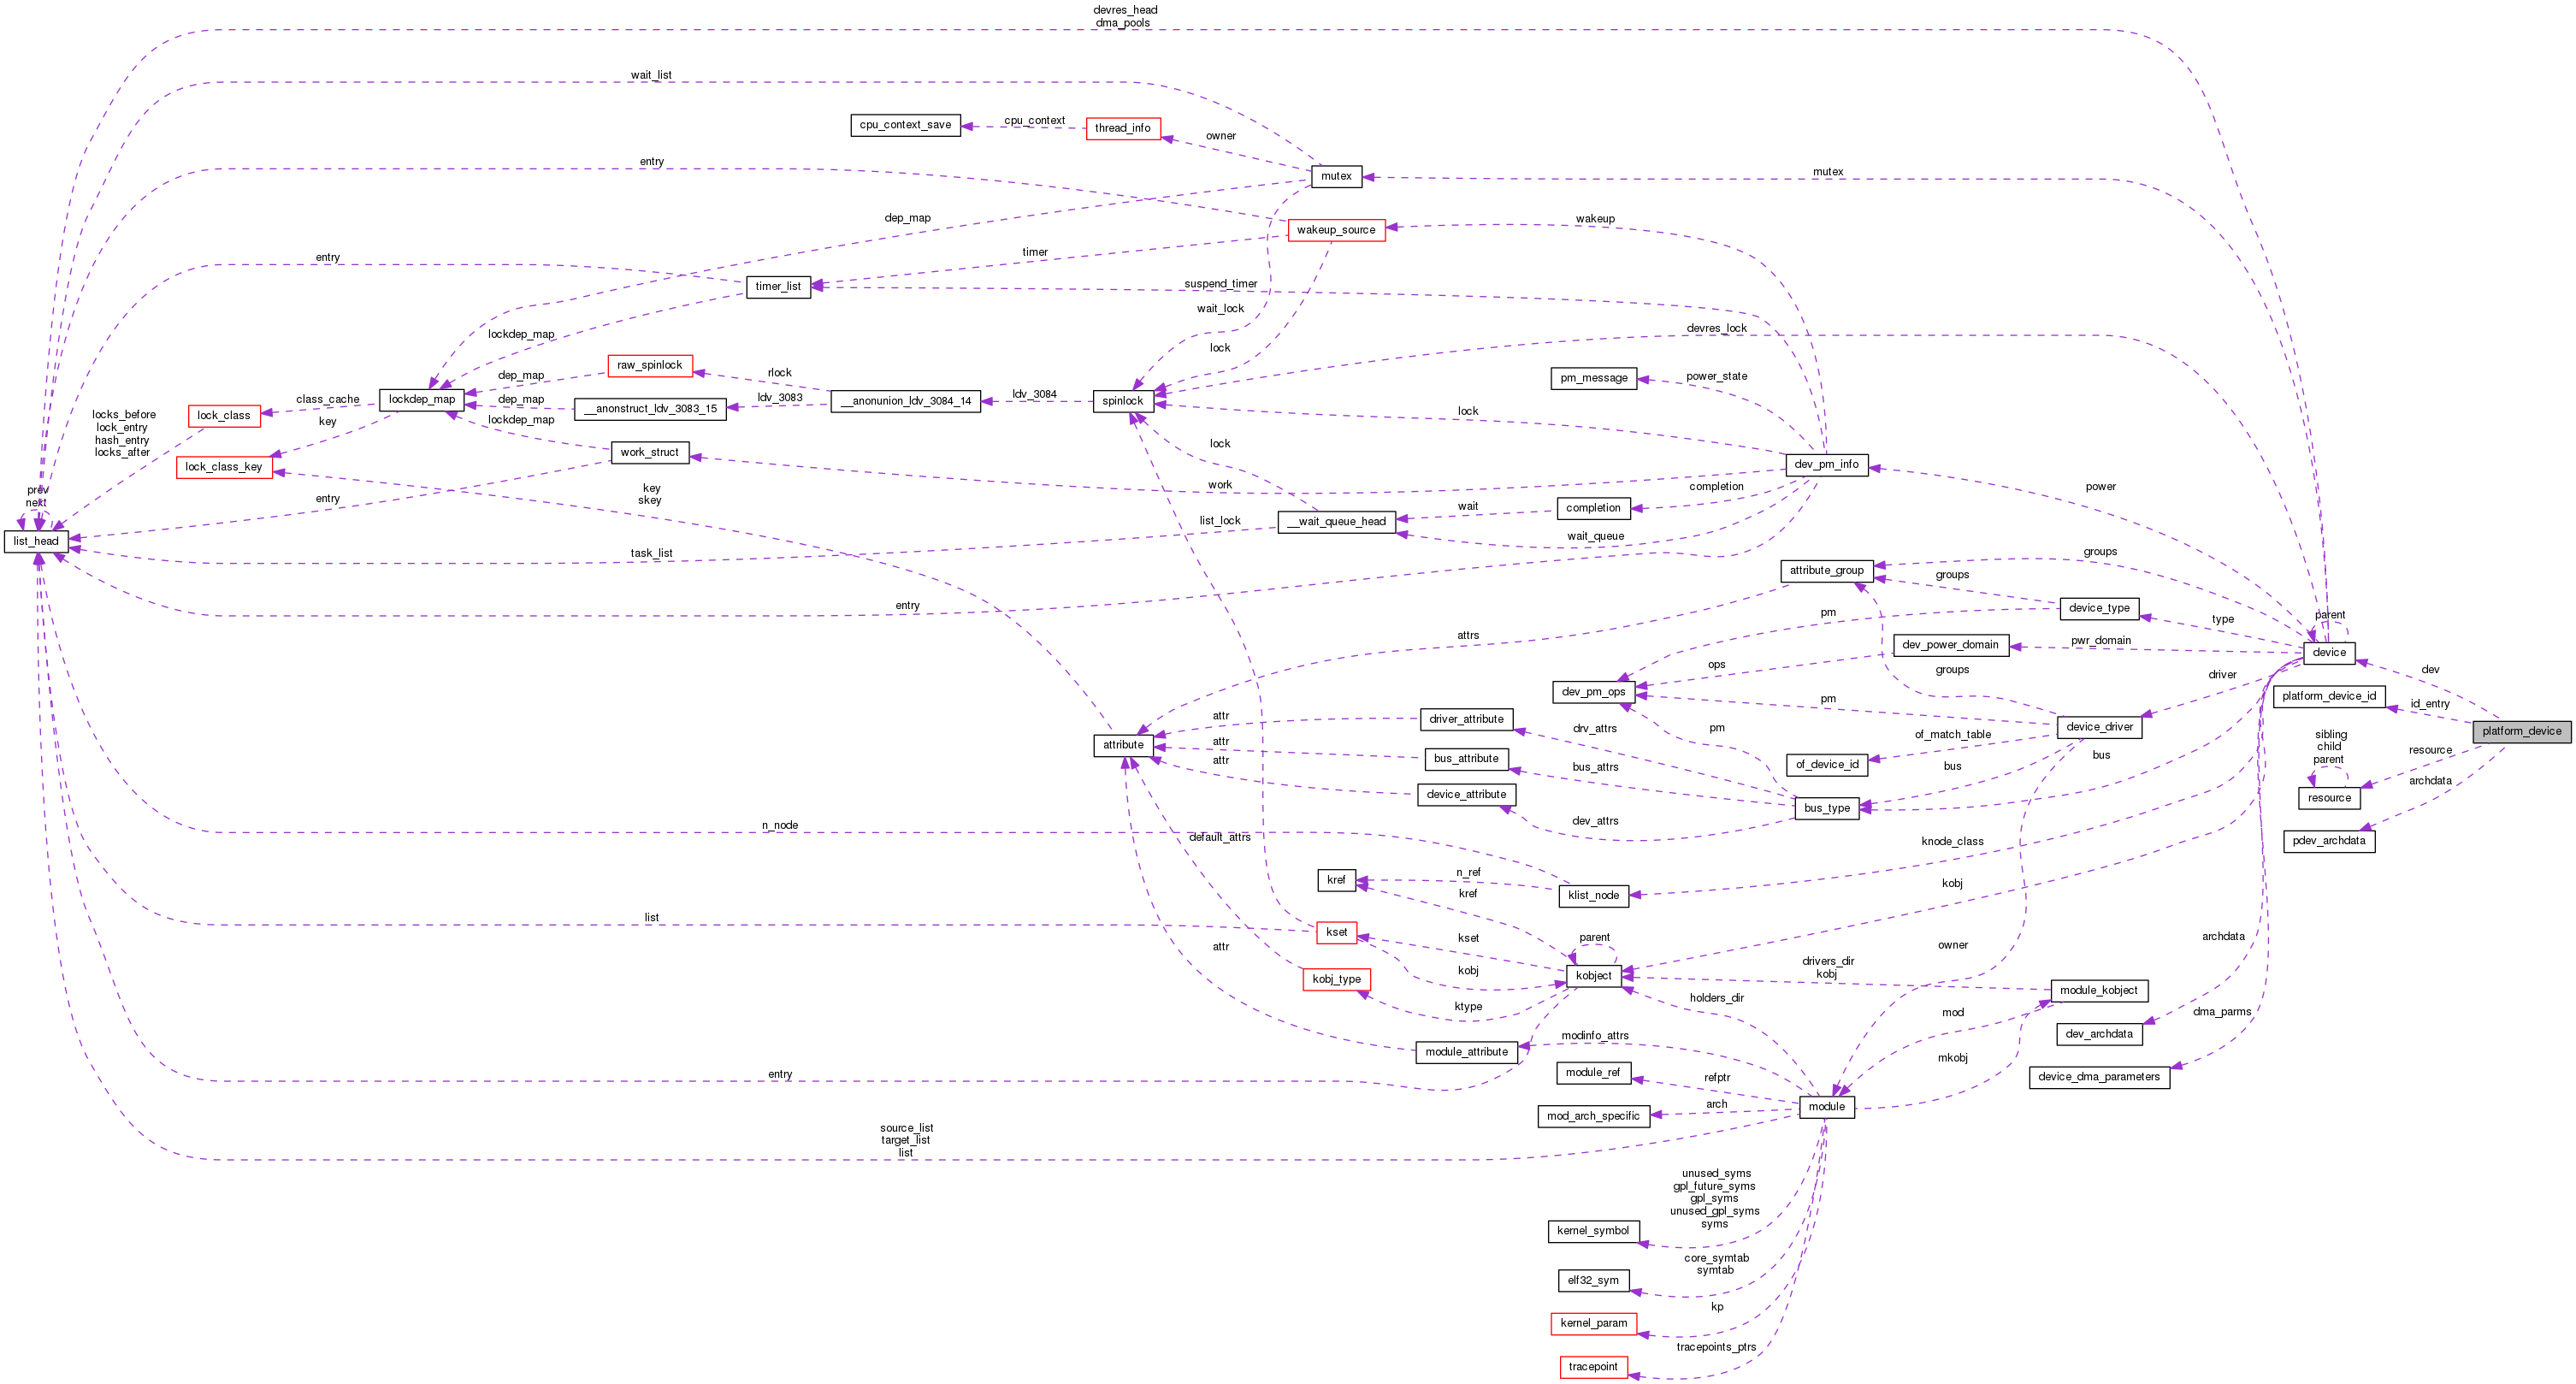 devres_head
dma_pools
wait_list
cpu_context_save
cpu_context
thread_info
owner
entry
mutex
mutex
dep_map
wakeup
wakeup_source
timer
entry
timer_list
suspend_timer
wait_lock
devres_lock
lockdep_map
lock
raw_spinlock
rlock
dep_map
pm_message
power_state
class_cache
lockdep_map
dep_map
__anonstruct_ldv_3083_15
ldv_3083
__anonunion_ldv_3084_14
ldv_3084
spinlock
lock
locks_before
lock_entry
hash_entry
locks_after
lock_class
key
lockdep_map
lock
work_struct
lock_class_key
dev_pm_info
work
completion
power
prev
next
entry
key
skey
list_lock
__wait_queue_head
wait
completion
list_head
task_list
wait_queue
groups
attribute_group
groups
entry
pm
device_type
type
parent
attrs
ops
dev_power_domain
pwr_domain
device
dev
groups
driver
dev_pm_ops
pm
platform_device_id
id_entry
attr
driver_attribute
drv_attrs
pm
device_driver
platform_device
of_match_table
sibling
child
parent
resource
attribute
attr
attr
bus_attribute
bus_attrs
of_device_id
bus
bus
archdata
device_attribute
bus_type
resource
n_node
default_attrs
dev_attrs
knode_class
pdev_archdata
kref
n_ref
kref
klist_node
kobj
list
kset
kset
parent
archdata
attr
kobj
kobject
drivers_dir
kobj
owner
kobj_type
ktype
holders_dir
module_kobject
mod
dma_parms
modinfo_attrs
dev_archdata
module_attribute
mkobj
entry
module_ref
refptr
device_dma_parameters
mod_arch_specific
arch
module
source_list
target_list
list
unused_syms
gpl_future_syms
gpl_syms
unused_gpl_syms
syms
kernel_symbol
core_symtab
symtab
elf32_sym
kp
kernel_param
tracepoints_ptrs
tracepoint